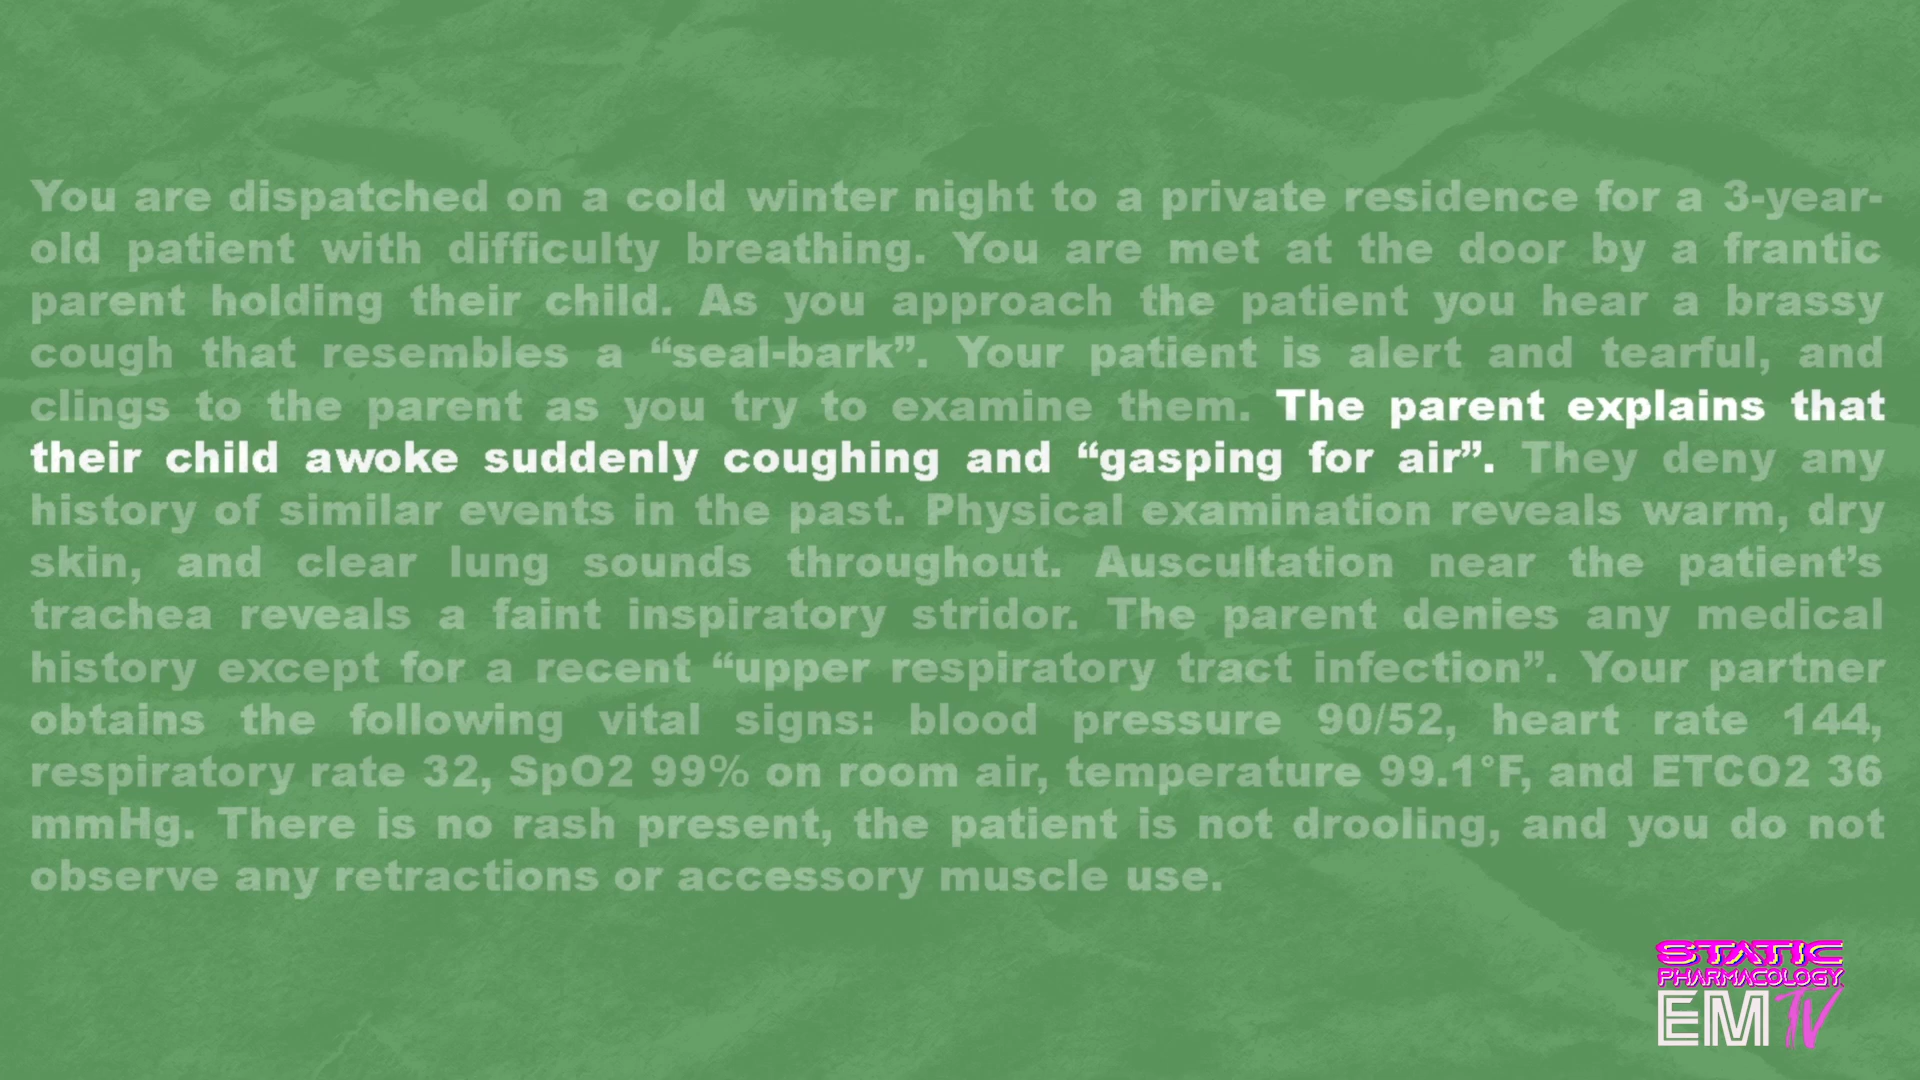 You are dispatched on a cold winter night to a private residence for a 3-year-
old patient with difficulty breathing. You are met at the door by a frantic
parent holding their child. As you approach the patient you hear a brassy
cough that resembles a “seal-bark”. Your patient is alert and tearful, and
clings to the parent as you try to examine them. The parent explains that
their child awoke suddenly coughing and “gasping for air”. They deny any
history of similar events in the past. Physical examination reveals warm, dry
skin, and clear lung sounds throughout. Auscultation near the patient’s
trachea reveals a faint inspiratory stridor. The parent denies any medical
history except for a recent “upper respiratory tract infection”. Your partner
obtains the following vital signs: blood pressure 90/52, heart rate 144,
respiratory rate 32, SpO2 99% on room air, temperature 99.1°F, and ETCO2 36
mmHg. There is no rash present, the patient is not drooling, and you do not
observe any retractions or accessory muscle use.
STATIC
PHARMACOLOGY
EMTV